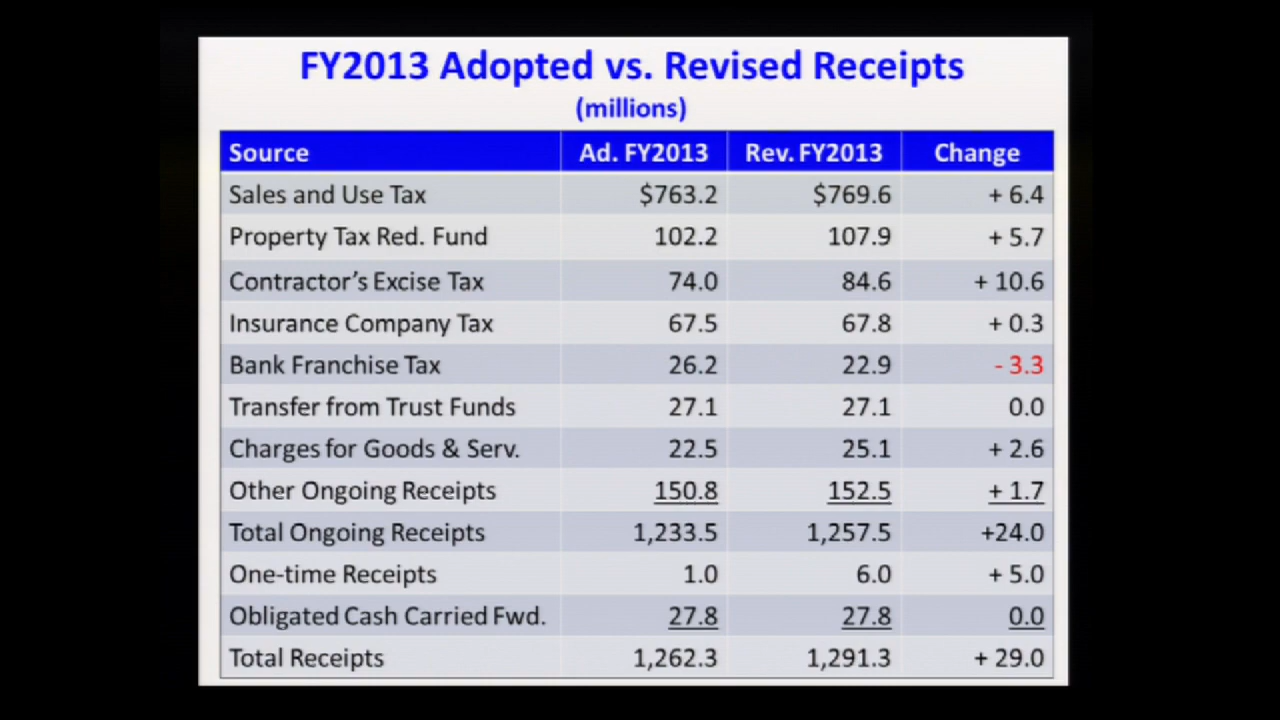 FY2013 Adopted vs. Revised Receipts
(millions)
Source Ad. FY2013 Rev. FY2013 Change
Sales and Use Tax $763.2 $769.6 + 6.4
Property Tax Red. Fund 102.2 107.9 + 5.7
Contractor's Excise Tax 74.0 84.6 + 10.6
Insurance Company Tax 67.5 67.8 + 0.3
Bank Franchise Tax 26.2 22.9 - 3.3
Transfer from Trust Funds 27.1 27.1 0.0
Charges for Goods & Serv. 22.5 25.1 + 2.6
Other Ongoing Receipts 150.8 152.5 + 1.7
Total Ongoing Receipts 1,233.5 1,257.5 +24.0
One-time Receipts 1.0 6.0 + 5.0
Obligated Cash Carried Fwd. 27.8 27.8 0.0
Total Receipts 1,262.3 1,291.3 + 29.0